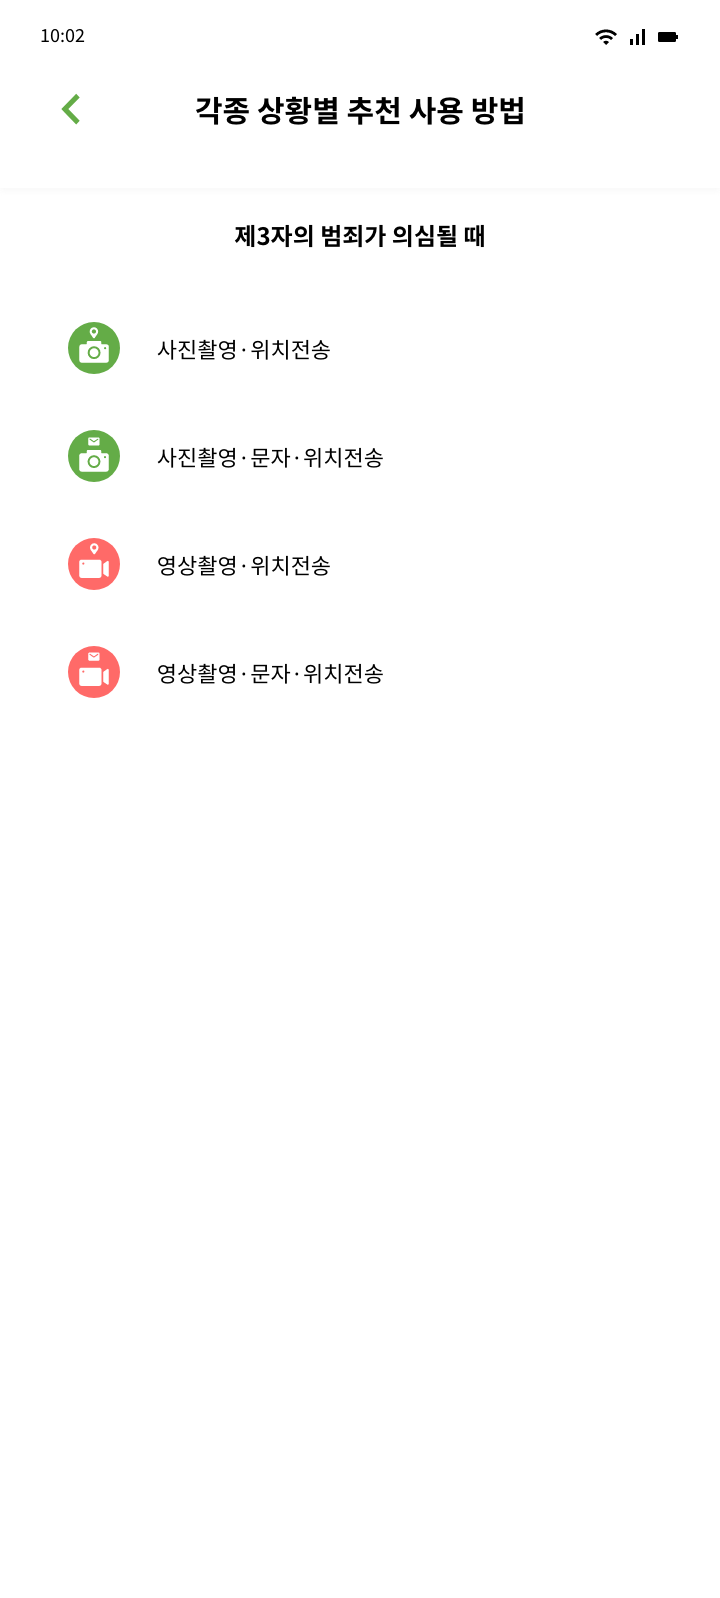 10:02
각종 상황별 추천 사용 방법
제3자의 범죄가 의심될 때
사진촬영·위치전송
사진촬영·문자·위치전송
영상촬영·위치전송
영상촬영·문자·위치전송